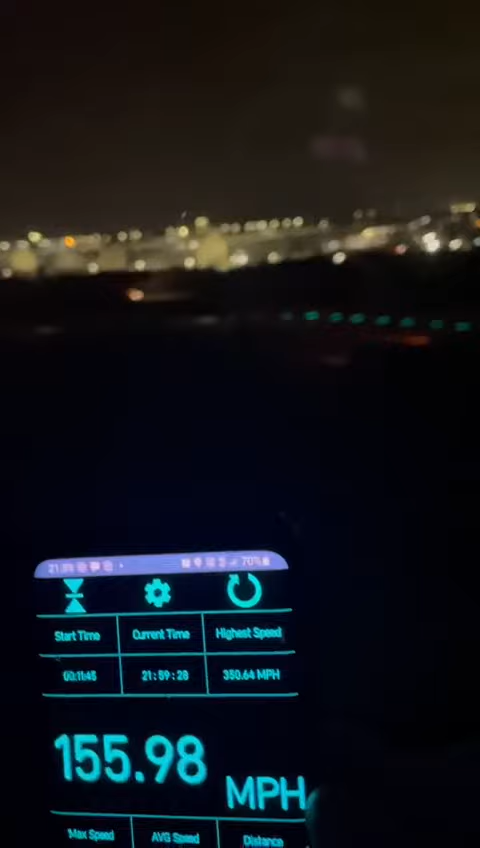 70%
Start Time Current Time Highest Speed
00:11:45 21:59:28 350.64 MPH
155.98 MPH
Max Speed AVG Speed Distance